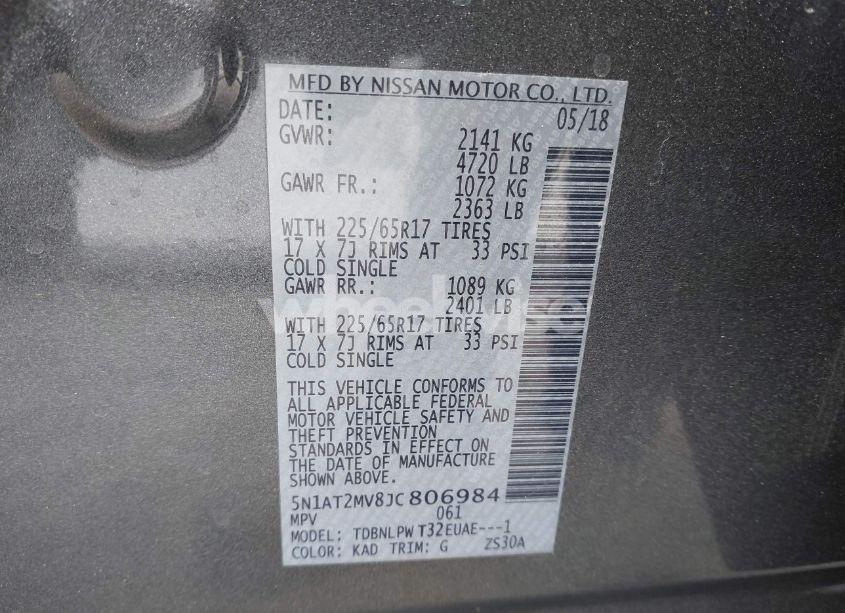 MFD BY NISSAN MOTOR CO., LTD.
DATE: 05/18
GVWR: 2141 KG
4720 LB
GAWR FR.: 1072 KG
2363 LB
WITH 225/65R17 TIRES
17 X 7J RIMS AT 33 PSI
COLD SINGLE
GAWR RR.: 1089 KG
2401 LB
WITH 225/65R17 TIRES
17 X 7J RIMS AT 33 PSI
COLD SINGLE
THIS VEHICLE CONFORMS TO
ALL APPLICABLE FEDERAL
MOTOR VEHICLE SAFETY AND
THEFT PREVENTION
STANDARDS IN EFFECT ON
THE DATE OF MANUFACTURE
SHOWN ABOVE.
5N1AT2MV8JC806984
MPV 061
MODEL: TDBNLPW T32EUAE---1
COLOR: KAD TRIM: G ZS30A